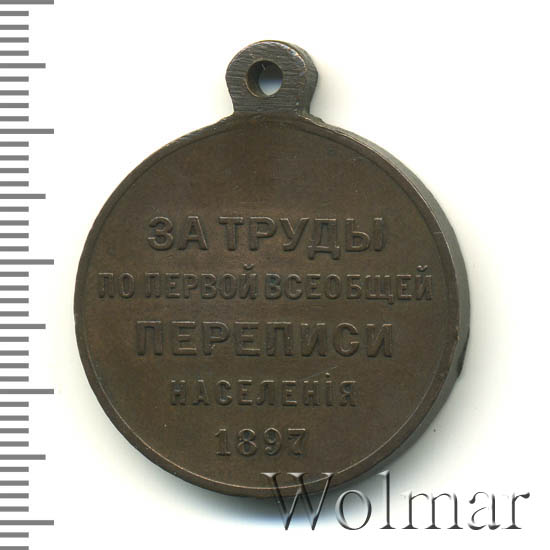 ЗА ТРУДЫ
ПО ПЕРВОЙ ВСЕОБЩЕЙ
ПЕРЕПИСИ
НАСЕЛЕНІЯ
1897
Wolmar